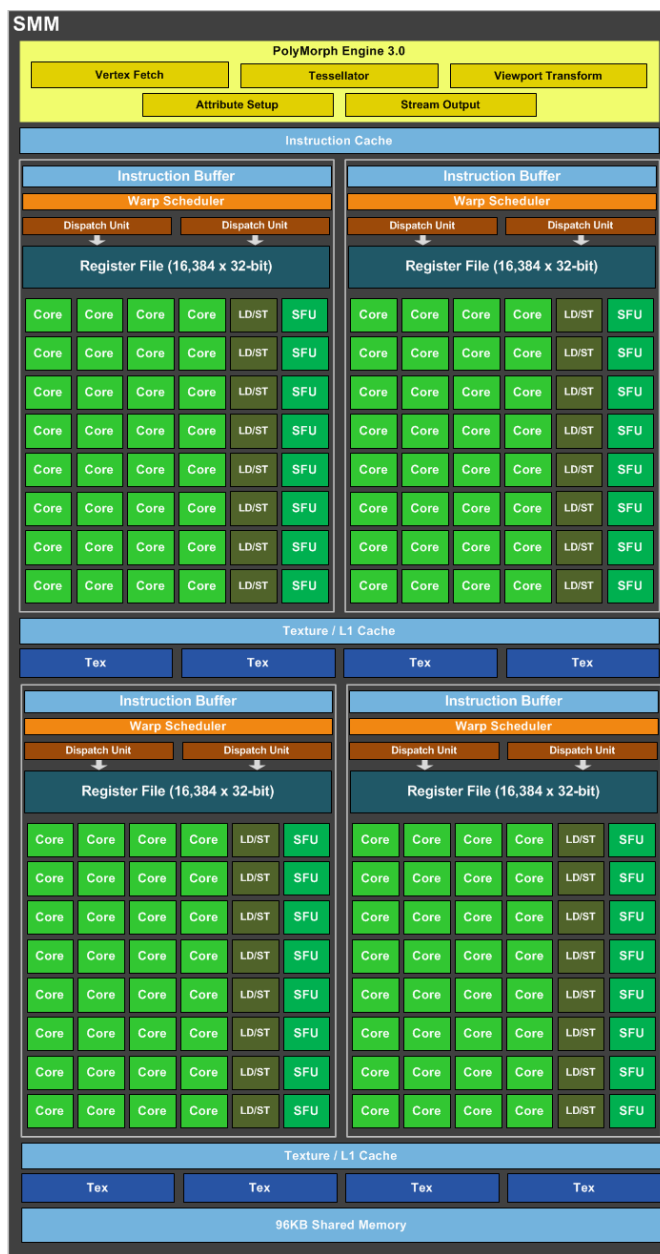 SMM
PolyMorph Engine 3.0
Vertex Fetch Tessellator Viewport Transform
Attribute Setup Stream Output
Instruction Cache
Instruction Buffer Instruction Buffer
Warp Scheduler Warp Scheduler
Dispatch Unit Dispatch Unit Dispatch Unit Dispatch Unit
Register File (16,384 x 32-bit) Register File (16,384 x 32-bit)
Core Core Core Core LD/ST SFU Core Core Core Core LD/ST SFU
Core Core Core Core LD/ST SFU Core Core Core Core LD/ST SFU
Core Core Core Core LD/ST SFU Core Core Core Core LD/ST SFU
Core Core Core Core LD/ST SFU Core Core Core Core LD/ST SFU
Core Core Core Core LD/ST SFU Core Core Core Core LD/ST SFU
Core Core Core Core LD/ST SFU Core Core Core Core LD/ST SFU
Core Core Core Core LD/ST SFU Core Core Core Core LD/ST SFU
Core Core Core Core LD/ST SFU Core Core Core Core LD/ST SFU
Texture / L1 Cache
Tex Tex Tex Tex
Instruction Buffer Instruction Buffer
Warp Scheduler Warp Scheduler
Dispatch Unit Dispatch Unit Dispatch Unit Dispatch Unit
Register File (16,384 x 32-bit) Register File (16,384 x 32-bit)
Core Core Core Core LD/ST SFU Core Core Core Core LD/ST SFU
Core Core Core Core LD/ST SFU Core Core Core Core LD/ST SFU
Core Core Core Core LD/ST SFU Core Core Core Core LD/ST SFU
Core Core Core Core LD/ST SFU Core Core Core Core LD/ST SFU
Core Core Core Core LD/ST SFU Core Core Core Core LD/ST SFU
Core Core Core Core LD/ST SFU Core Core Core Core LD/ST SFU
Core Core Core Core LD/ST SFU Core Core Core Core LD/ST SFU
Core Core Core Core LD/ST SFU Core Core Core Core LD/ST SFU
Texture / L1 Cache
Tex Tex Tex Tex
96KB Shared Memory